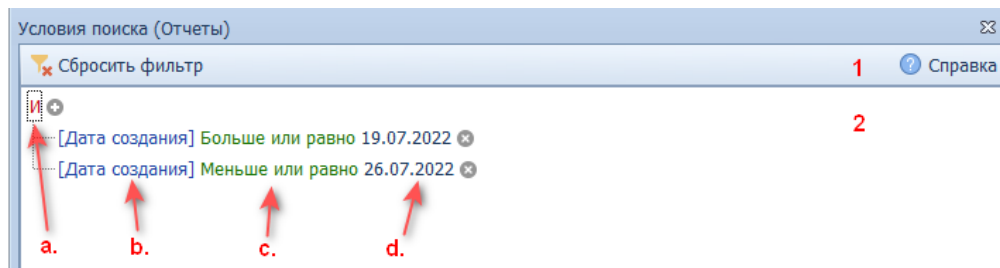 Условия поиска (Отчеты)
Сбросить фильтр 1 Справка
И 2
[Дата создания] Больше или равно 19.07.2022
[Дата создания] Меньше или равно 26.07.2022
a. b. c. d.